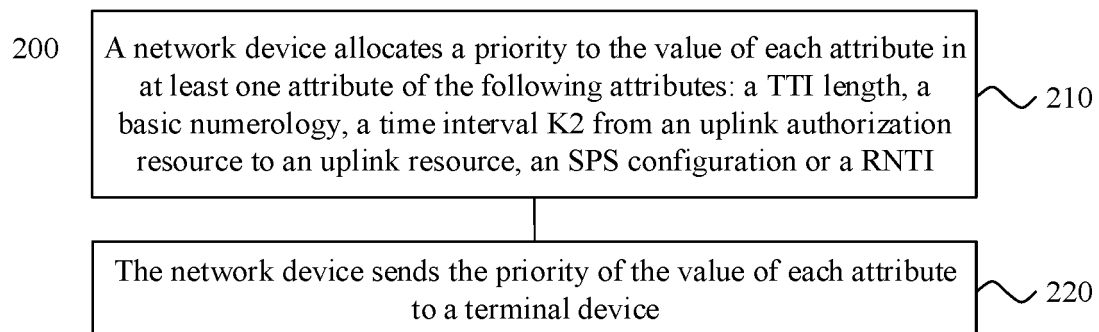 200
A network device allocates a priority to the value of each attribute in
at least one attribute of the following attributes: a TTI length, a
basic numerology, a time interval K2 from an uplink authorization
resource to an uplink resource, an SPS configuration or a RNTI
210
The network device sends the priority of the value of each attribute
to a terminal device
220